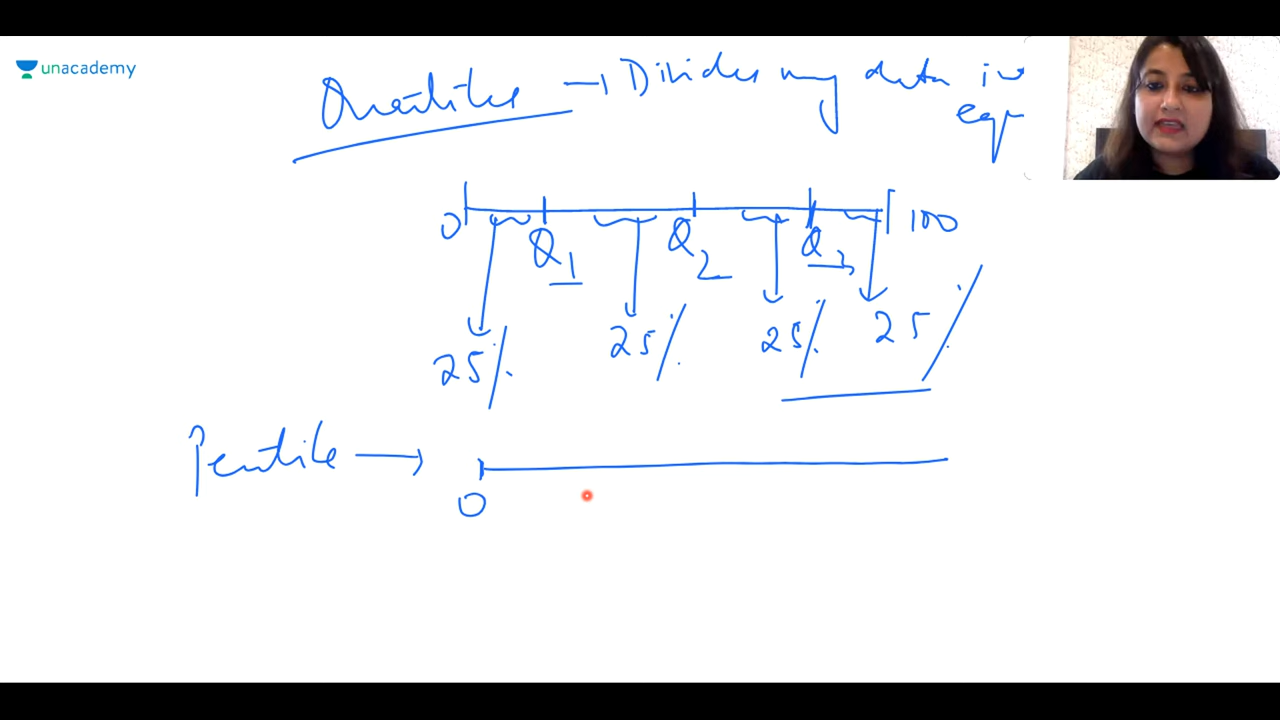 unacademy
Quartiles → Divides my data in
equ
0 Q1 Q2 Q3 100
25% 25% 25% 25%
Pentile →
0